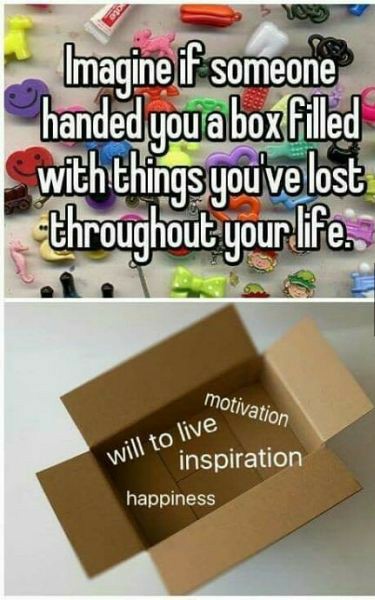 Imagine if someone
handed you a box filled
with things you've lost
throughout your life.
motivation
will to live
inspiration
happiness